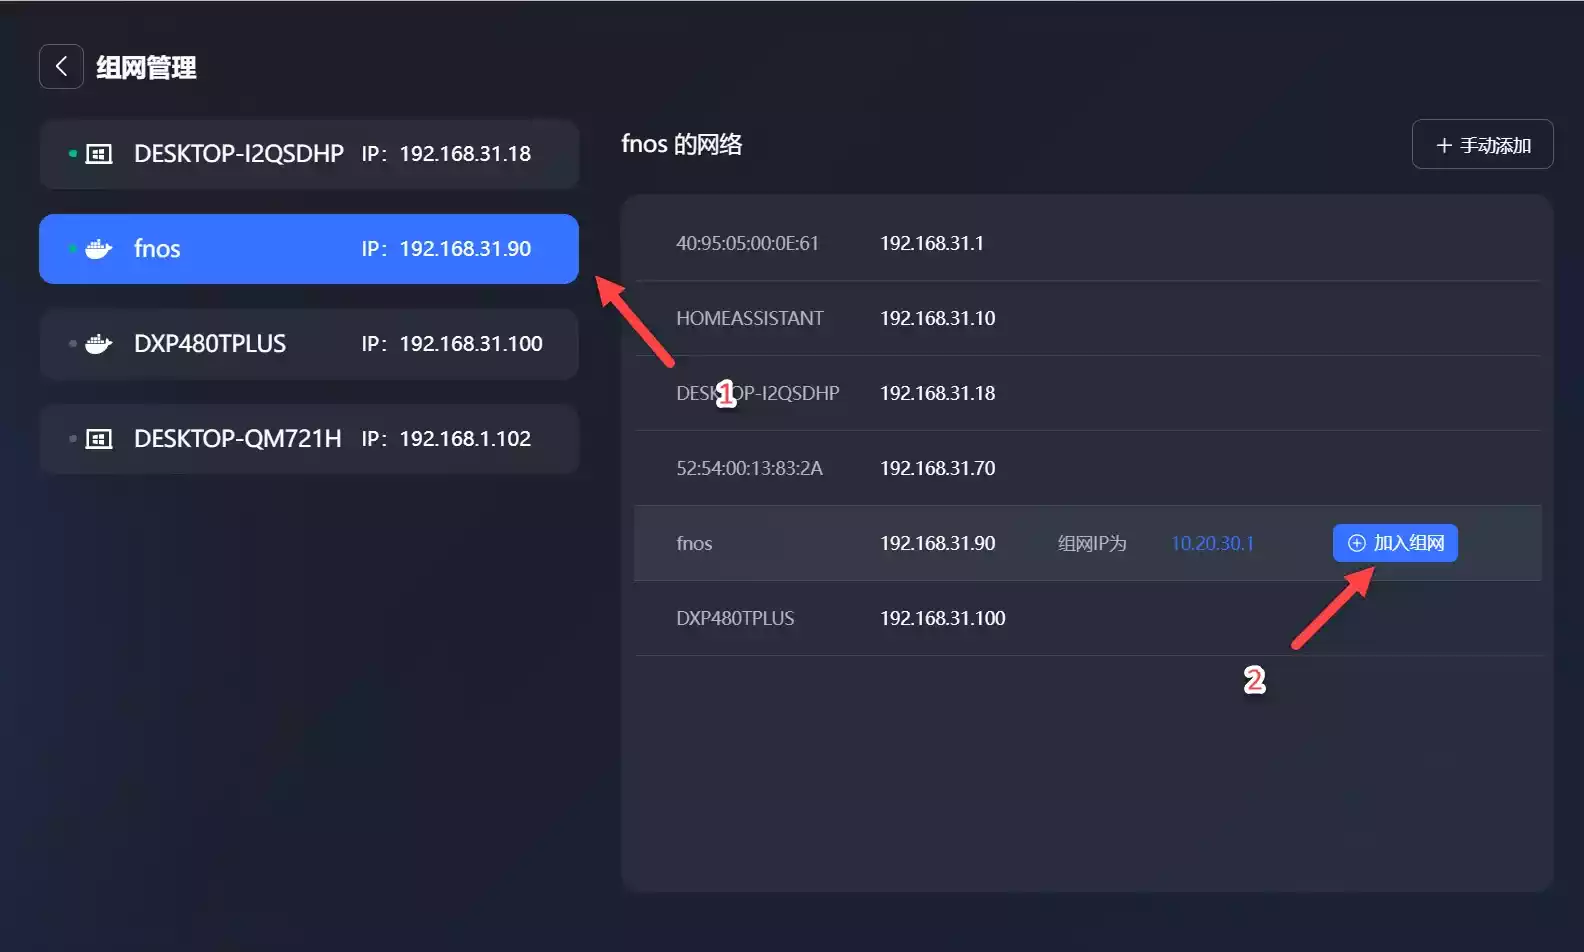 组网管理
DESKTOP-I2QSDHP IP: 192.168.31.18
fnos IP: 192.168.31.90
DXP480TPLUS IP: 192.168.31.100
DESKTOP-QM721H IP: 192.168.1.102
fnos 的网络
+ 手动添加
40:95:05:00:0E:61 192.168.31.1
HOMEASSISTANT 192.168.31.10
DESKTOP-I2QSDHP 192.168.31.18
1
52:54:00:13:83:2A 192.168.31.70
fnos 192.168.31.90 组网IP为 10.20.30.1 加入组网
DXP480TPLUS 192.168.31.100
2